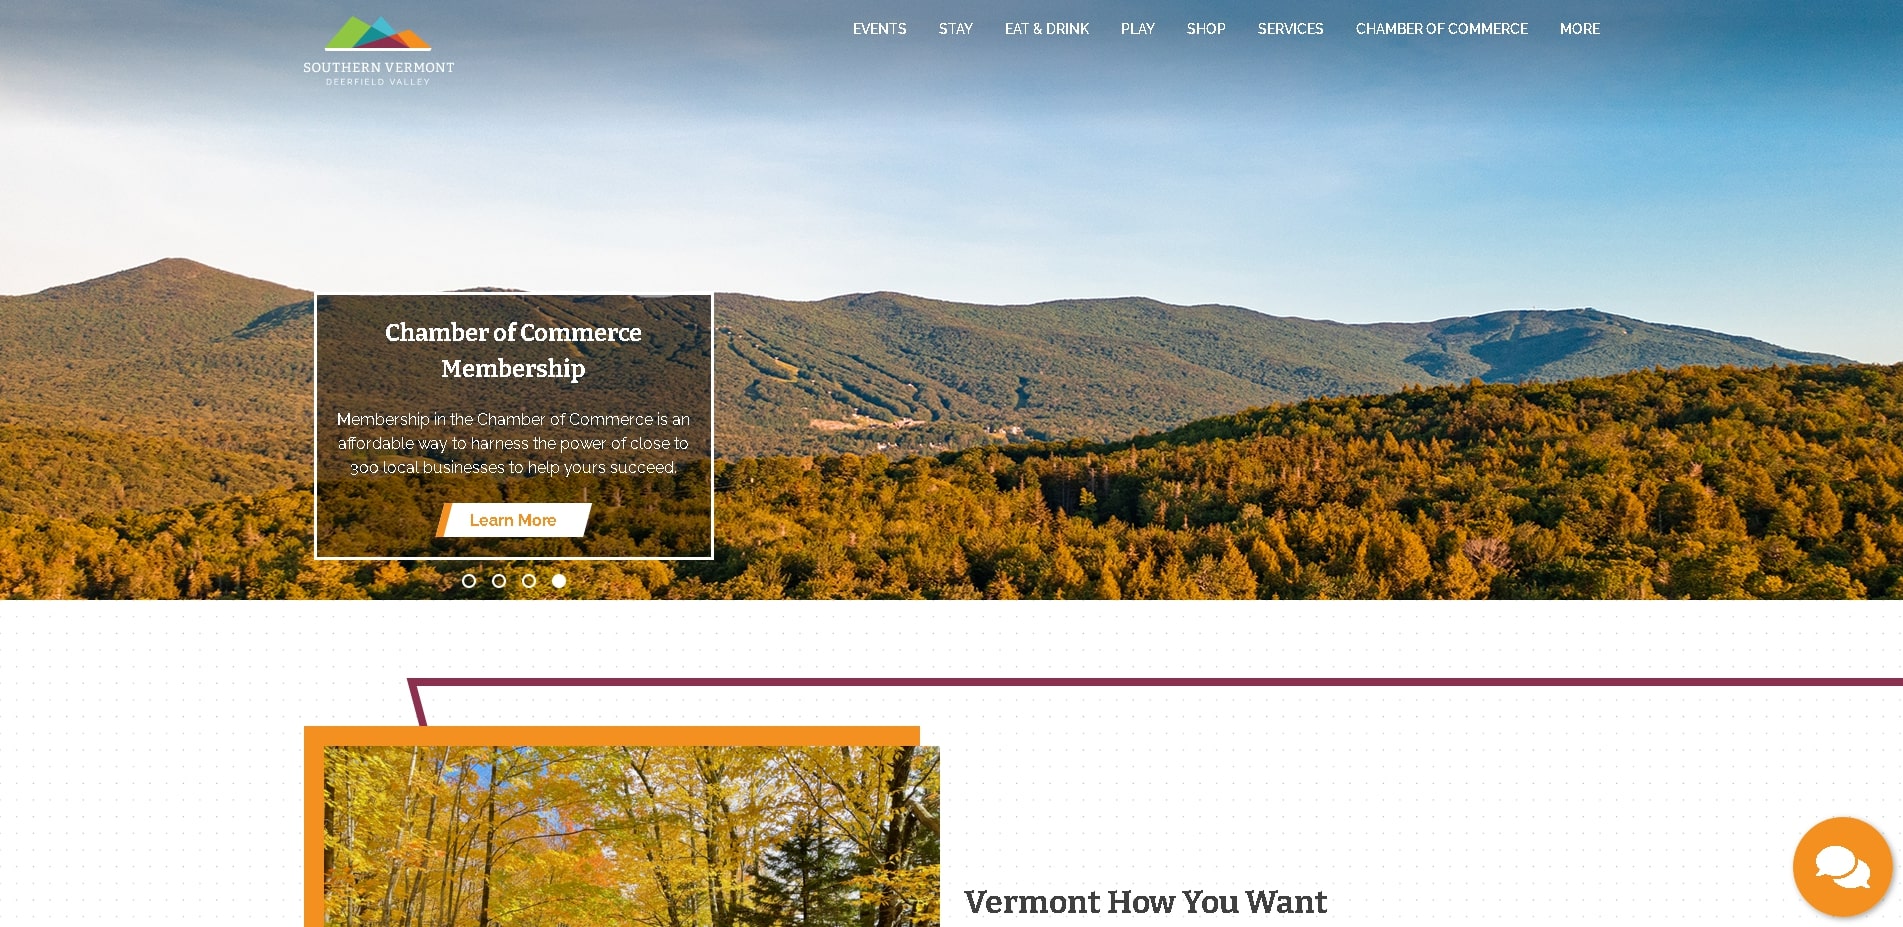 SOUTHERN VERMONT
DEERFIELD VALLEY
EVENTS STAY EAT & DRINK PLAY SHOP SERVICES CHAMBER OF COMMERCE MORE
Chamber of Commerce
Membership
Membership in the Chamber of Commerce is an
affordable way to harness the power of close to
300 local businesses to help yours succeed.
Learn More
Vermont How You Want